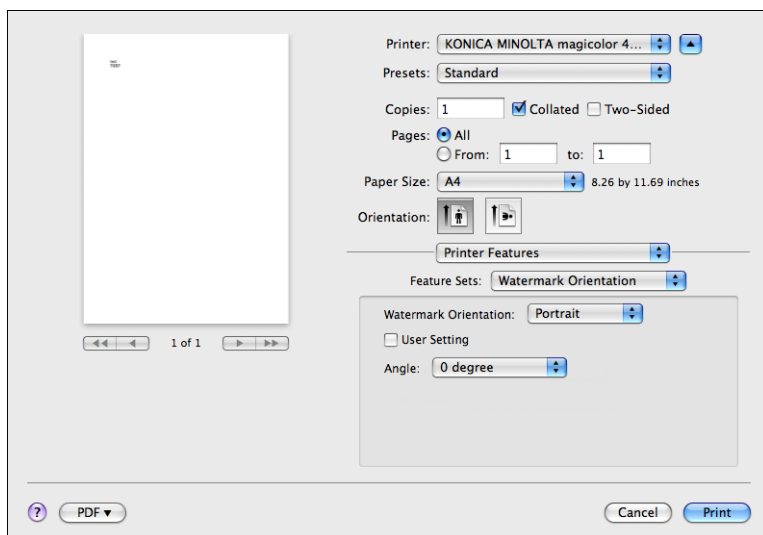 Printer: KONICA MINOLTA magicolor 4...
Presets: Standard
Copies: 1 Collated Two-Sided
Pages: All
From: 1 to: 1
Paper Size: A4 8.26 by 11.69 inches
Orientation:
Printer Features
Feature Sets: Watermark Orientation
Watermark Orientation: Portrait
User Setting
Angle: 0 degree
1 of 1
? PDF▼ Cancel Print